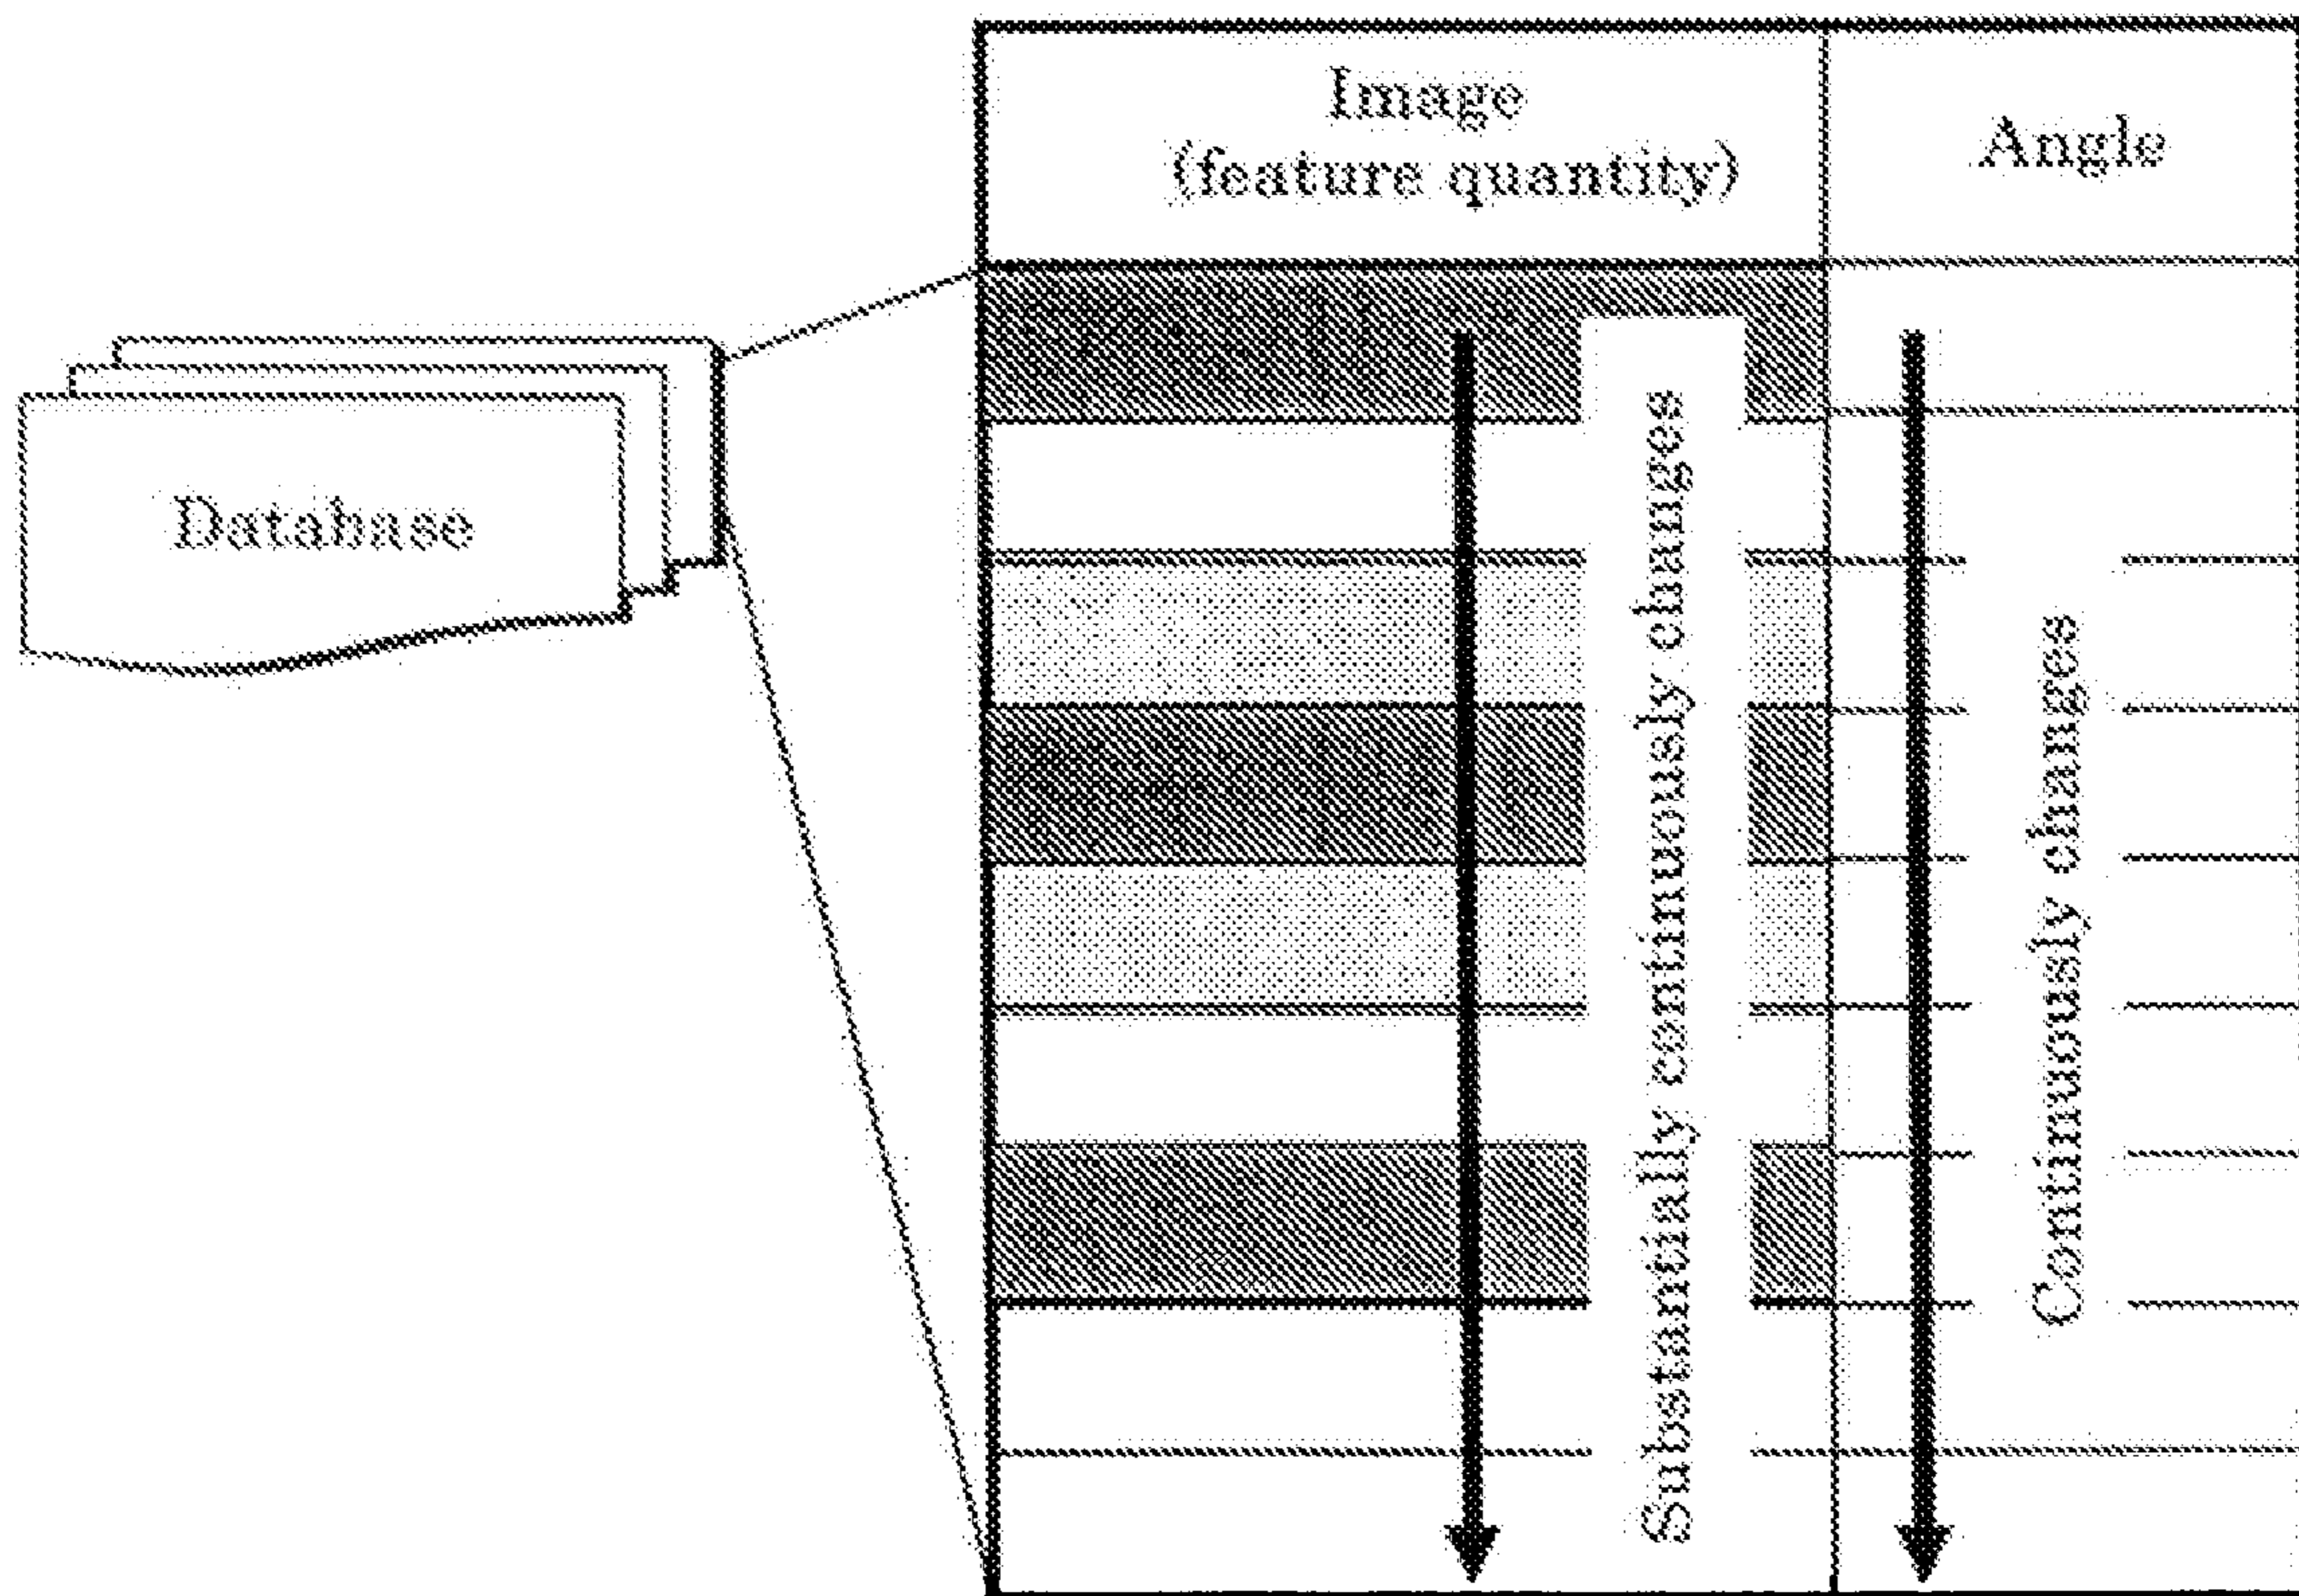 Image
(feature quantity)
Angle
Database
Substantially continuously changes
Continuously changes